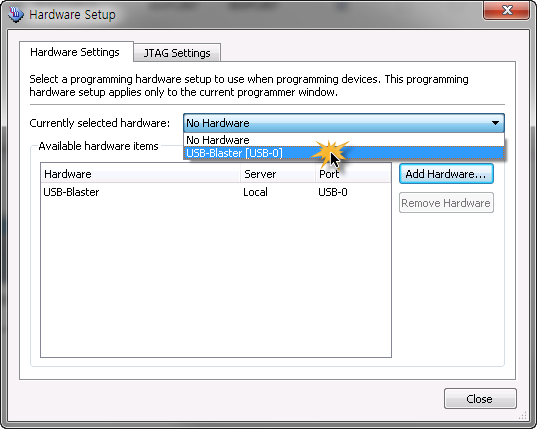 Hardware Setup
Hardware Settings
JTAG Settings
Select a programming hardware setup to use when programming devices. This programming
hardware setup applies only to the current programmer window.
Currently selected hardware:
No Hardware
No Hardware
USB-Blaster [USB-0]
Available hardware items
Hardware Server Port
USB-Blaster Local USB-0
Add Hardware...
Remove Hardware
Close